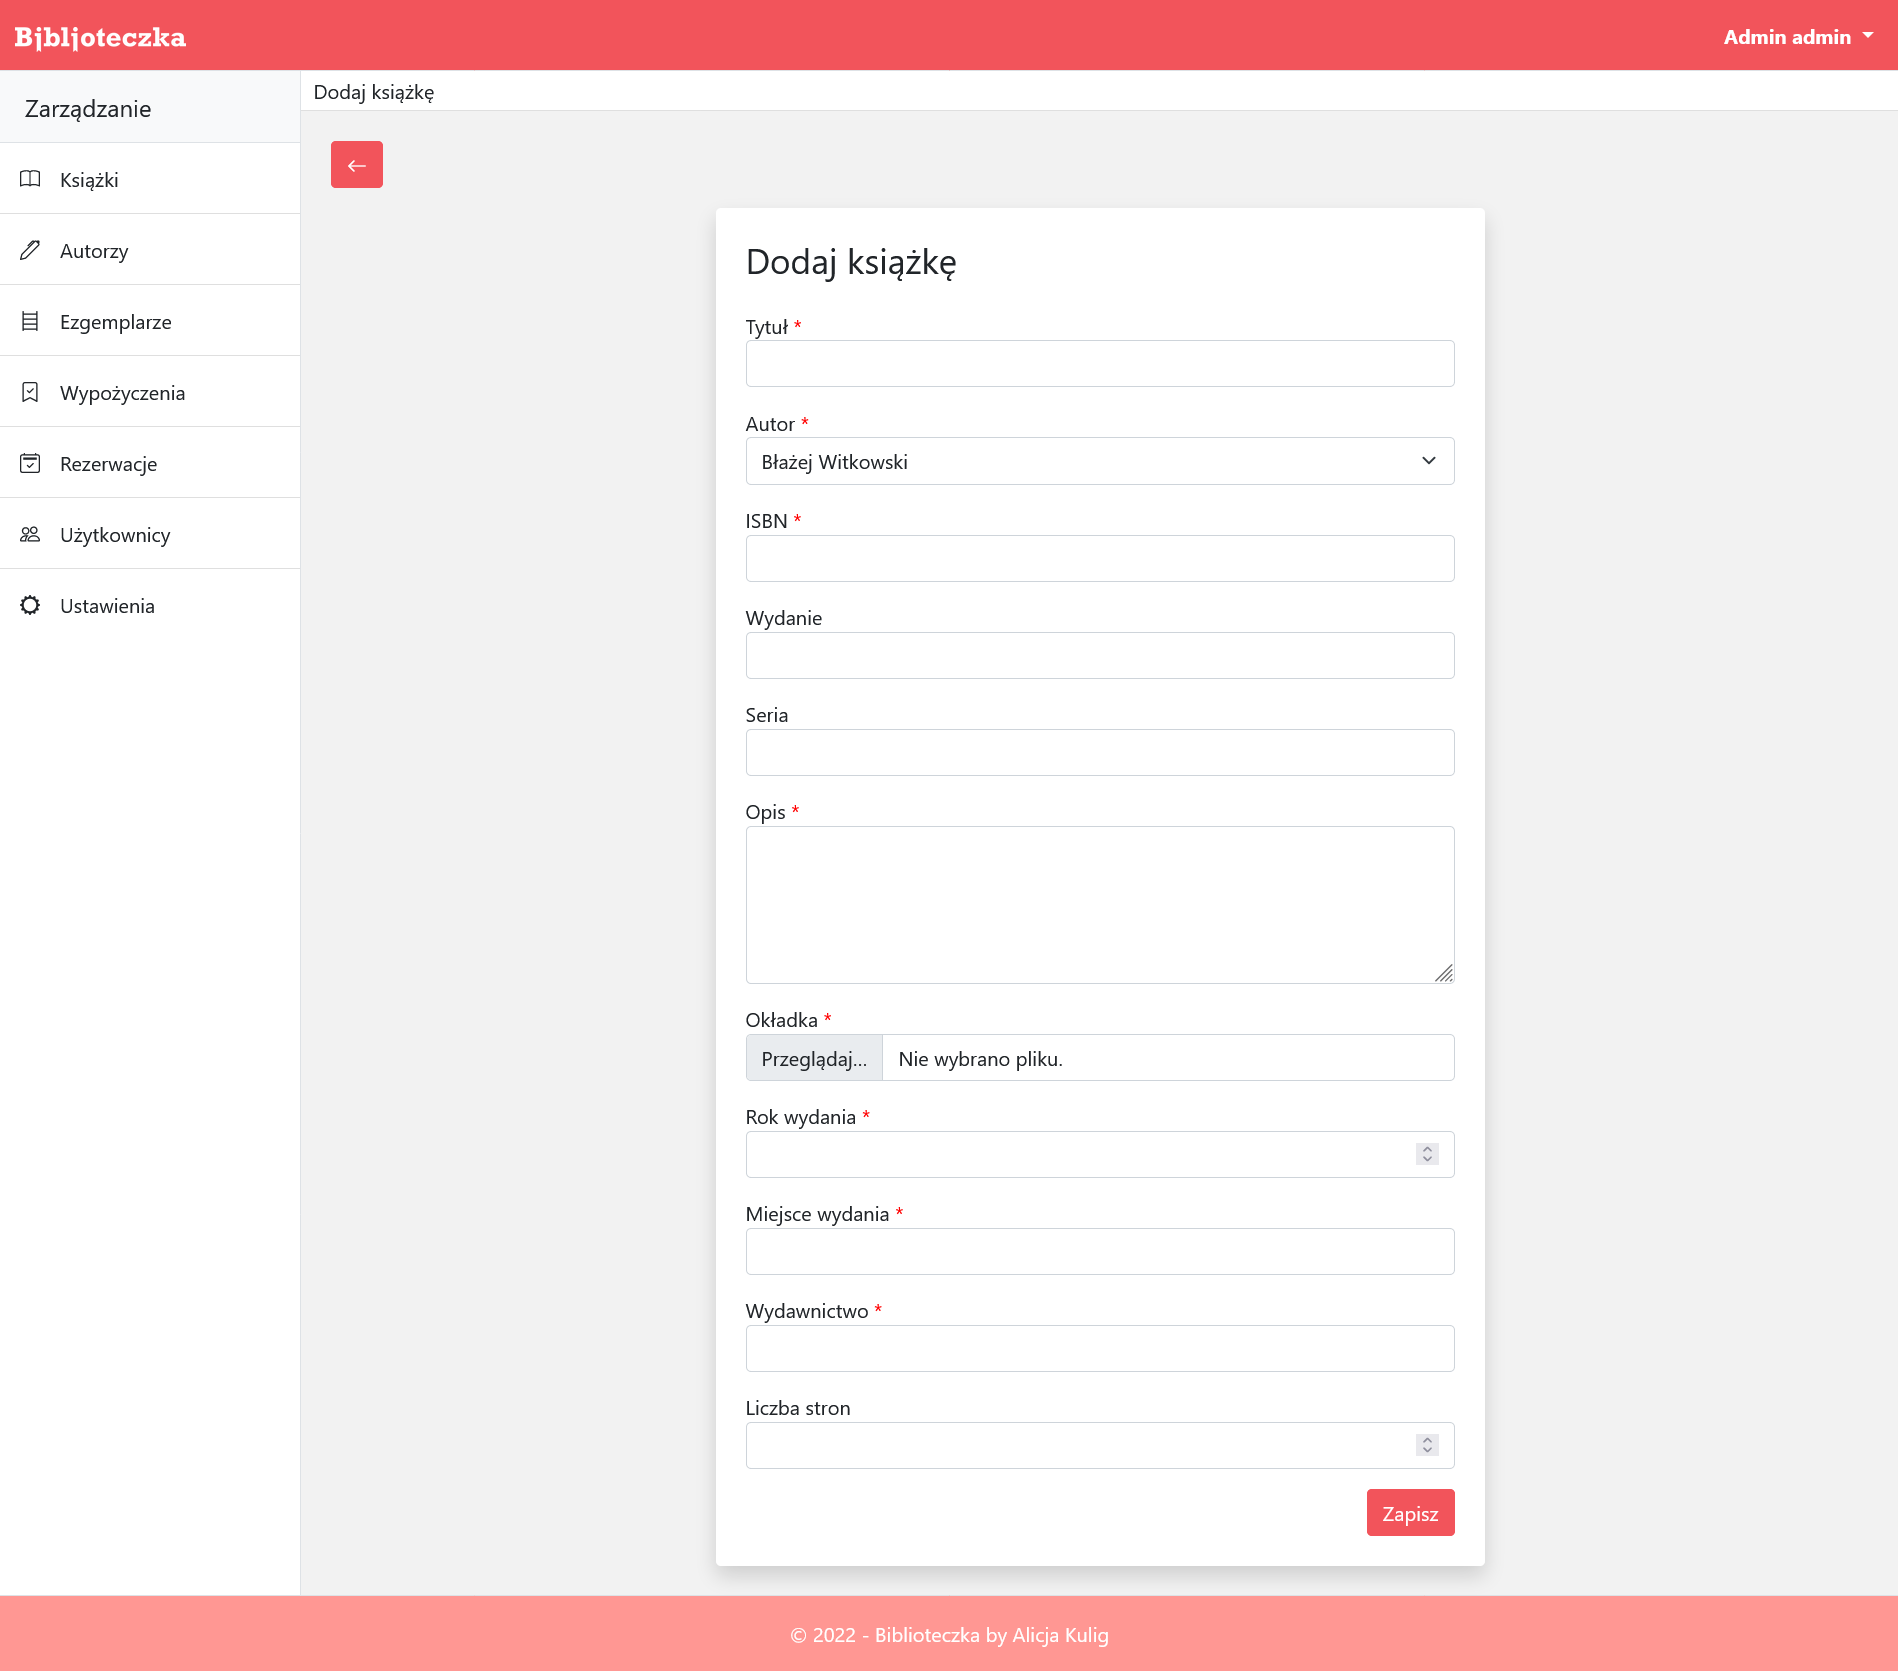 Bjbljoteczka
Admin admin
Zarządzanie
Dodaj książkę
Książki
Autorzy
Ezgemplarze
Wypożyczenia
Rezerwacje
Użytkownicy
Ustawienia
Dodaj książkę
Tytuł *
Autor *
Błażej Witkowski
ISBN *
Wydanie
Seria
Opis *
Okładka *
Przeglądaj... Nie wybrano pliku.
Rok wydania *
Miejsce wydania *
Wydawnictwo *
Liczba stron
Zapisz
© 2022 - Biblioteczka by Alicja Kulig